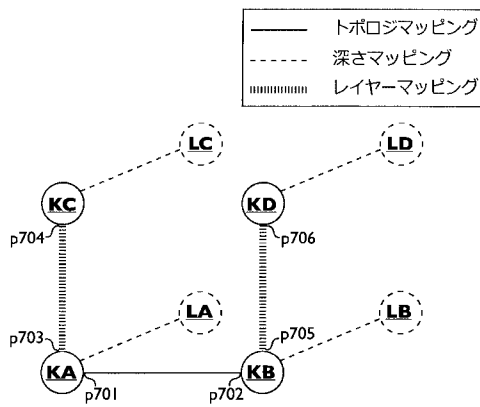 トポロジマッピング
深さマッピング
レイヤーマッピング
LC
LD
KC
KD
p704
p706
LA
LB
p703
p705
KA
KB
p701
p702